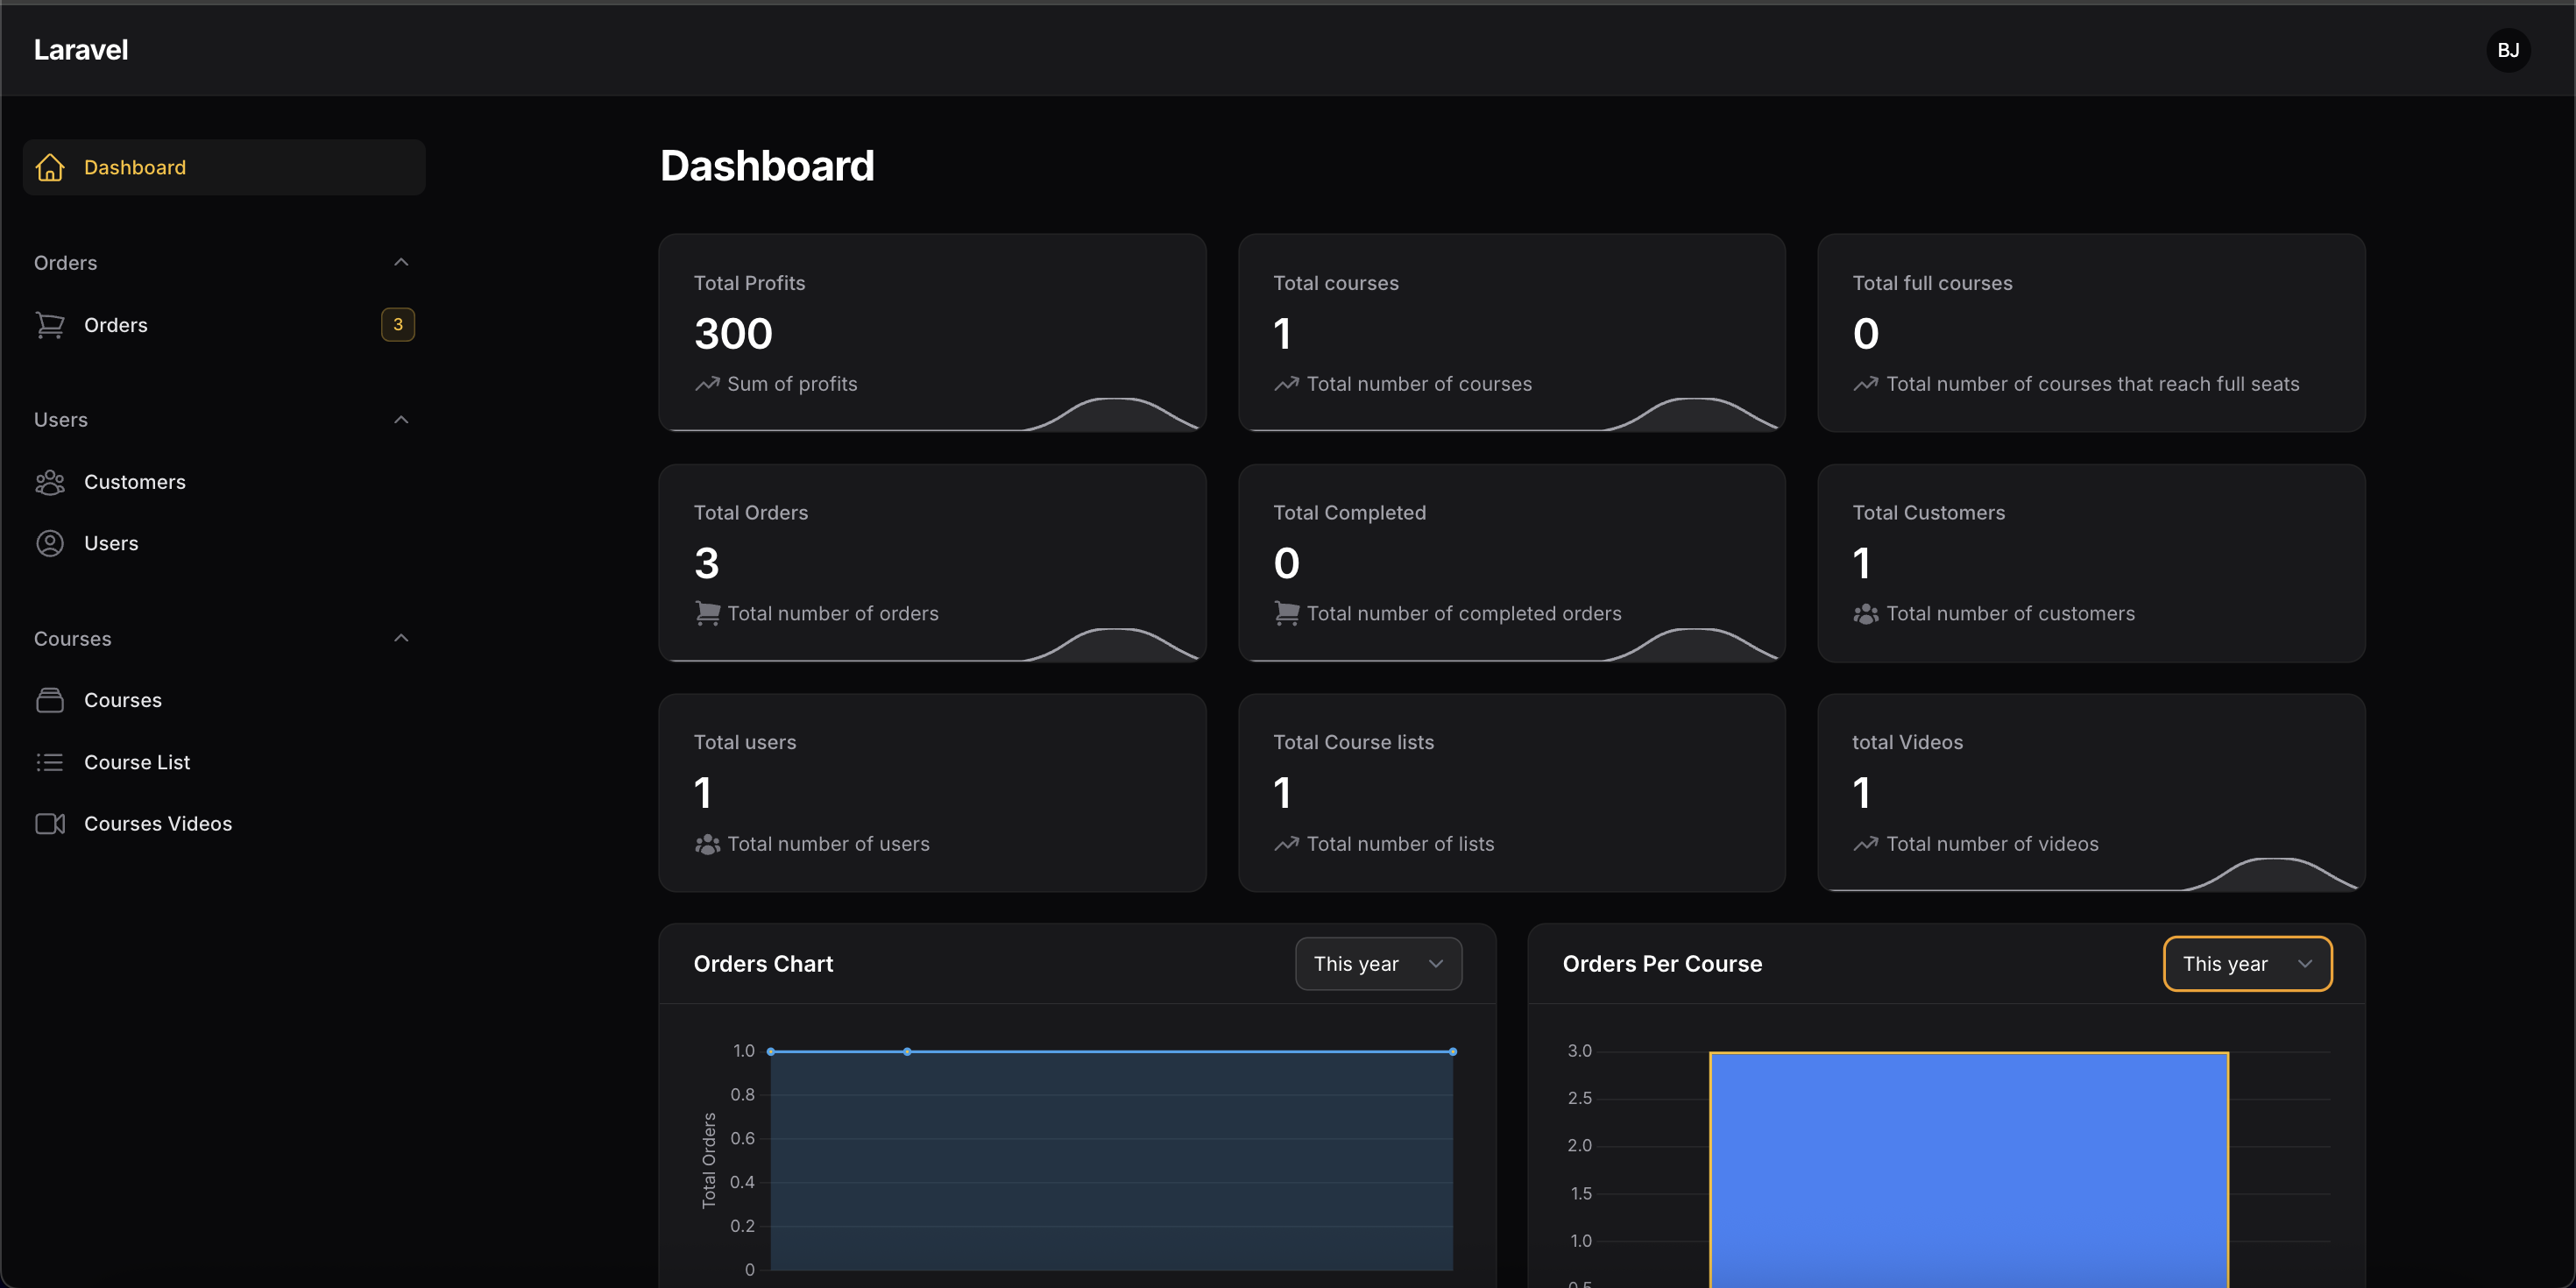 Laravel
BJ
Dashboard
Orders
Orders
3
Users
Customers
Users
Courses
Courses
Course List
Courses Videos
Dashboard
Total Profits
300
Sum of profits
Total courses
1
Total number of courses
Total full courses
0
Total number of courses that reach full seats
Total Orders
3
Total number of orders
Total Completed
0
Total number of completed orders
Total Customers
1
Total number of customers
Total users
1
Total number of users
Total Course lists
1
Total number of lists
total Videos
1
Total number of videos
Orders Chart
This year
1.0
0.8
0.6
0.4
0.2
0
Total Orders
Orders Per Course
This year
3.0
2.5
2.0
1.5
1.0
0.5